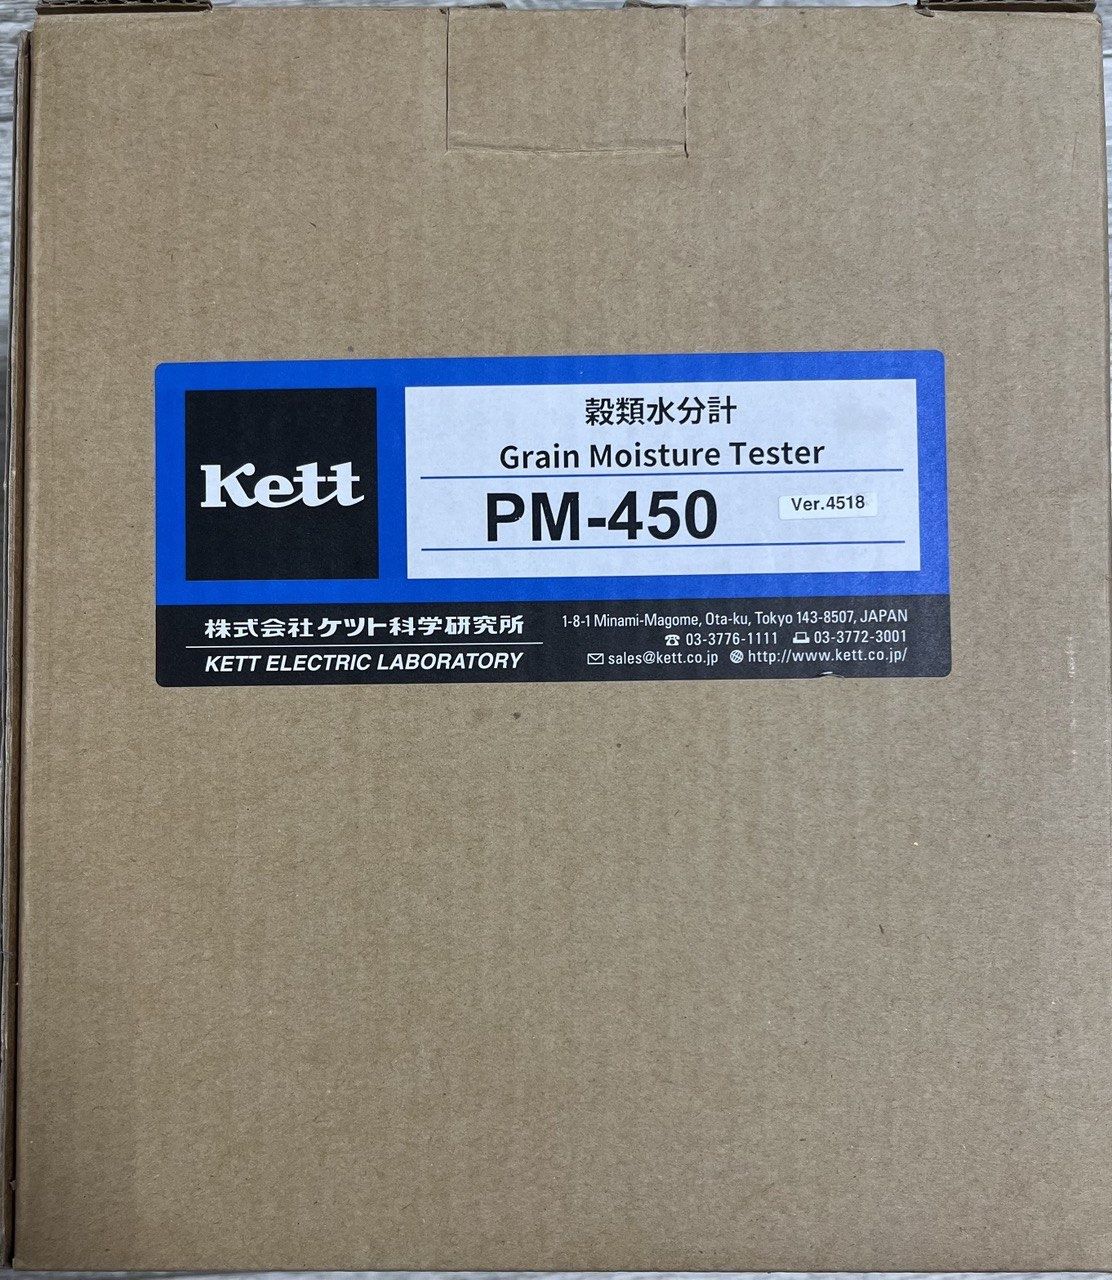 Kett
穀類水分計
Grain Moisture Tester
PM-450
Ver.4518
株式会社ケツト科学研究所
KETT ELECTRIC LABORATORY
1-8-1 Minami-Magome, Ota-ku, Tokyo 143-8507, JAPAN
03-3776-1111 03-3772-3001
sales@kett.co.jp http://www.kett.co.jp/